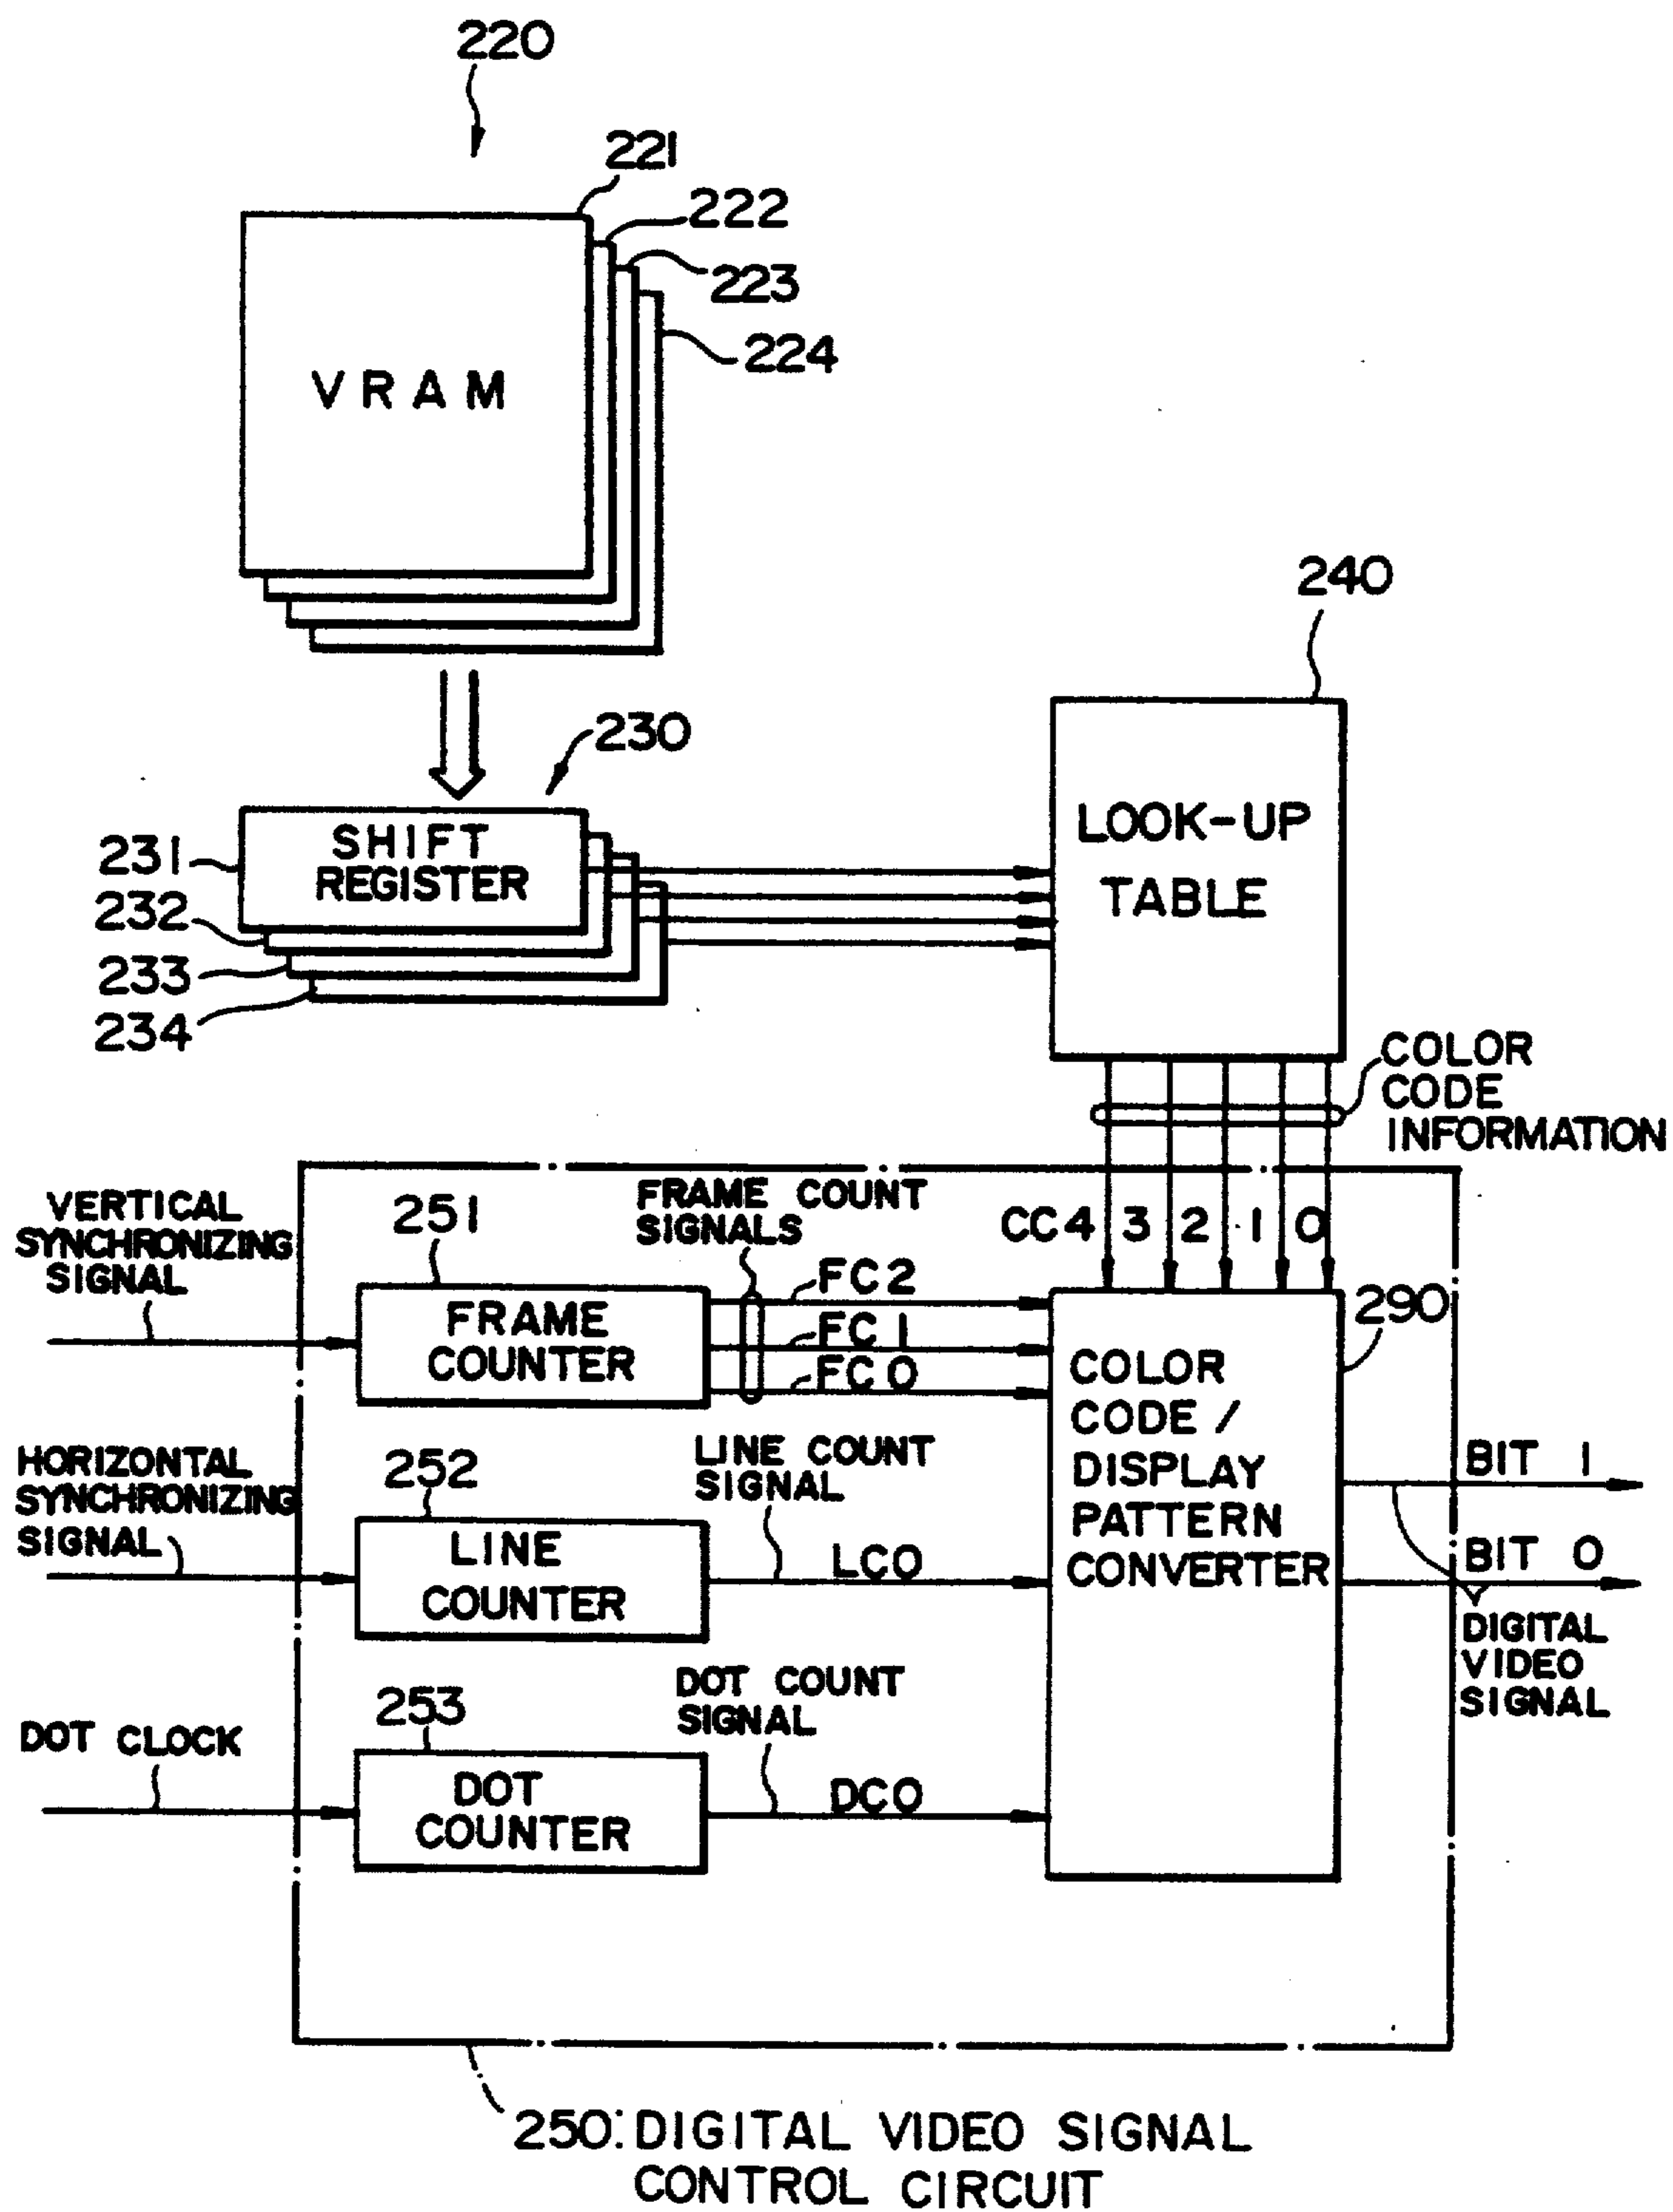 220
221
222
223
224
VRAM
240
230
231
SHIFT
REGISTER
232
233
234
LOOK-UP
TABLE
COLOR
CODE
INFORMATION
VERTICAL
SYNCHRONIZING
SIGNAL
251
FRAME COUNT
SIGNALS
CC4 3 2 1 0
FRAME
COUNTER
FC2
FC1
FC0
290
COLOR
CODE /
DISPLAY
PATTERN
CONVERTER
HORIZONTAL
SYNCHRONIZING
SIGNAL
252
LINE COUNT
SIGNAL
LINE
COUNTER
LC0
BIT 1
BIT 0
DIGITAL
VIDEO
SIGNAL
DOT CLOCK
253
DOT COUNT
SIGNAL
DOT
COUNTER
DC0
250: DIGITAL VIDEO SIGNAL
CONTROL CIRCUIT